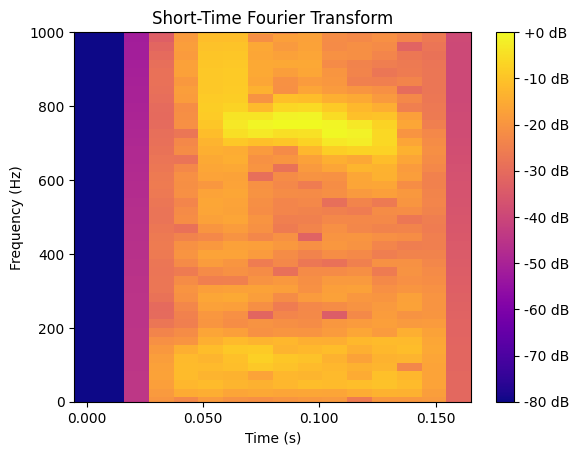 Short-Time Fourier Transform
1000
800
600
400
200
0
Frequency (Hz)
0.000
0.050
0.100
0.150
Time (s)
+0 dB
-10 dB
-20 dB
-30 dB
-40 dB
-50 dB
-60 dB
-70 dB
-80 dB